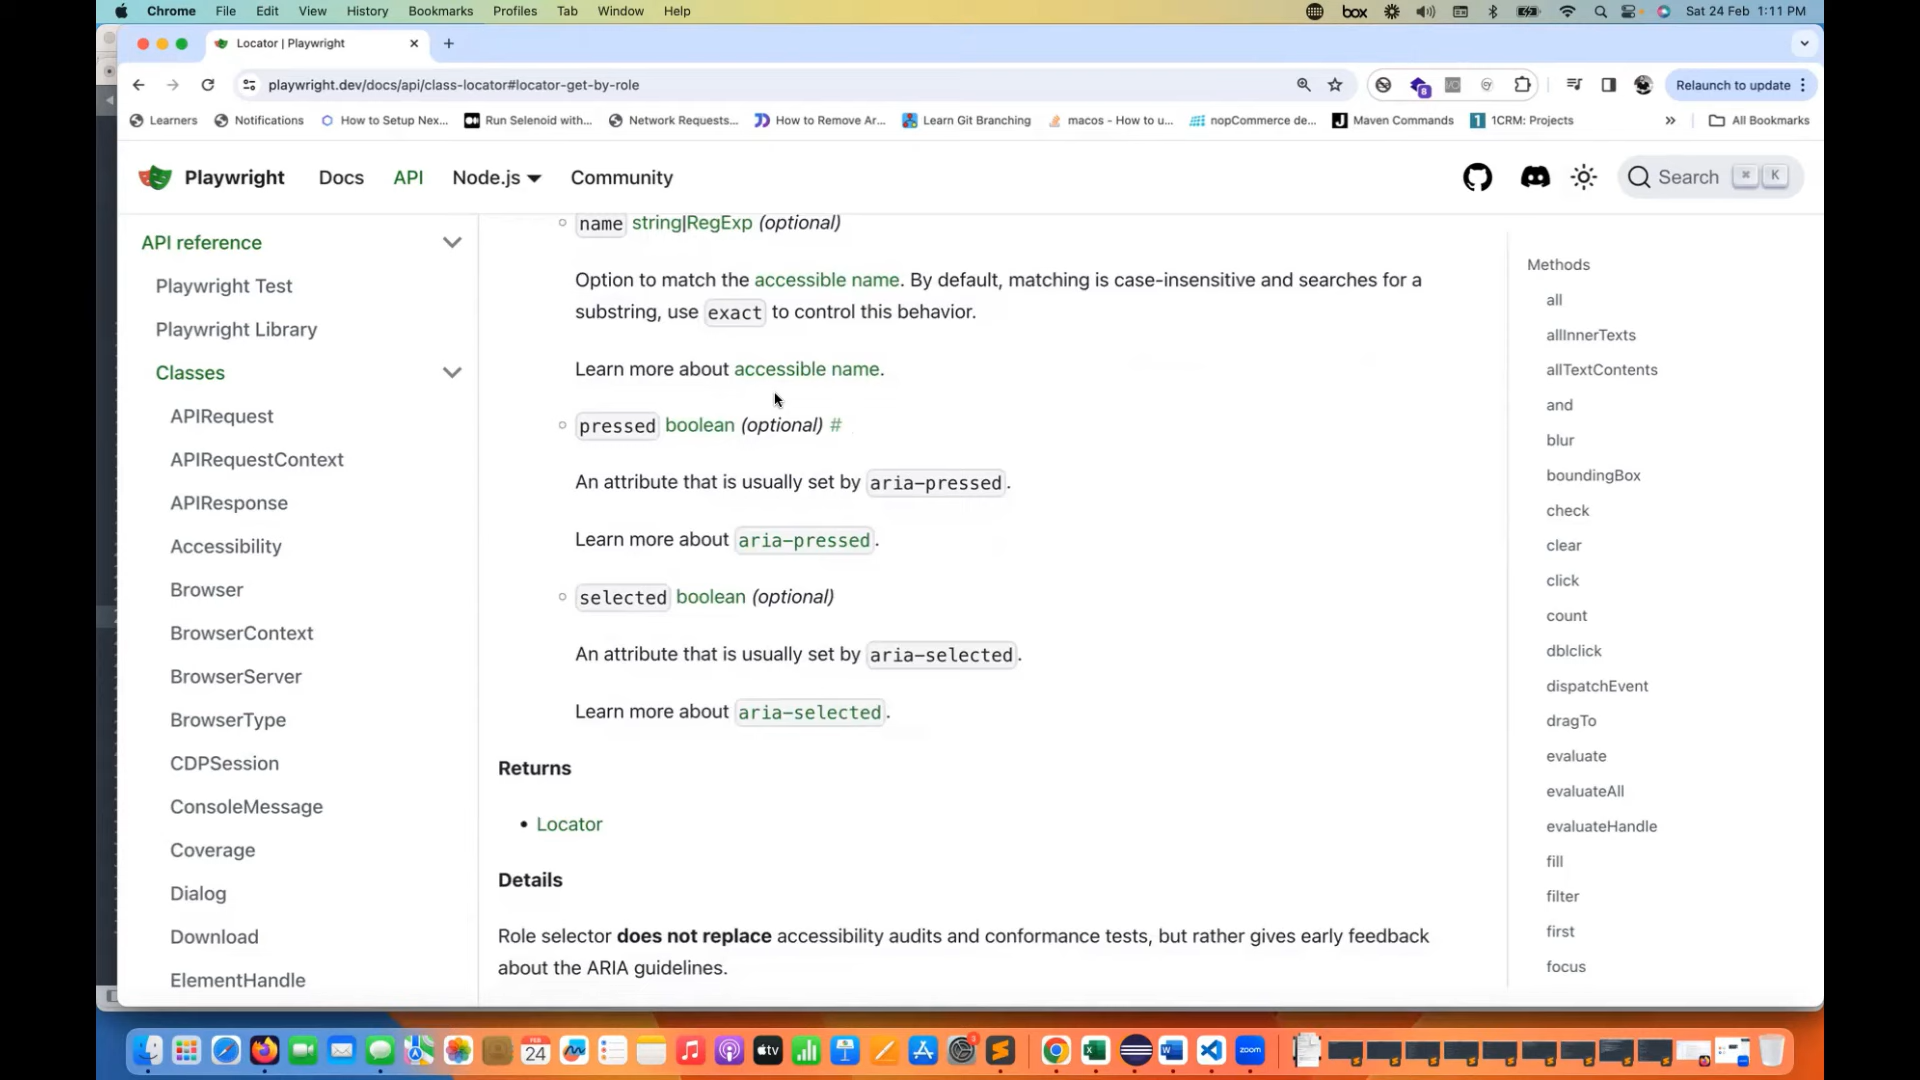 Chrome File Edit View History Bookmarks Profiles Tab Window Help box Sat 24 Feb 1:11 PM
Locator | Playwright
playwright.dev/docs/api/class-locator#locator-get-by-role Relaunch to update
Learners Notifications How to Setup Nex... Run Selenoid with... Network Requests... How to Remove Ar... Learn Git Branching macos - How to u... nopCommerce de... Maven Commands 1CRM: Projects » All Bookmarks
Playwright Docs API Node.js Community Search ⌘ K
API reference
Playwright Test
Playwright Library
Classes
APIRequest
APIRequestContext
APIResponse
Accessibility
Browser
BrowserContext
BrowserServer
BrowserType
CDPSession
ConsoleMessage
Coverage
Dialog
Download
ElementHandle
name string|RegExp (optional)
Option to match the accessible name. By default, matching is case-insensitive and searches for a
substring, use exact to control this behavior.
Learn more about accessible name.
pressed boolean (optional) #
An attribute that is usually set by aria-pressed.
Learn more about aria-pressed.
selected boolean (optional)
An attribute that is usually set by aria-selected.
Learn more about aria-selected.
Returns
• Locator
Details
Role selector does not replace accessibility audits and conformance tests, but rather gives early feedback
about the ARIA guidelines.
Methods
all
allInnerTexts
allTextContents
and
blur
boundingBox
check
clear
click
count
dblclick
dispatchEvent
dragTo
evaluate
evaluateAll
evaluateHandle
fill
filter
first
focus
FEB
24
tv
zoom